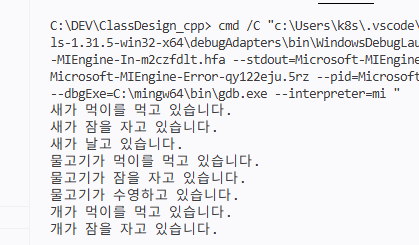 C:\DEV\ClassDesign_cpp> cmd /C "c:\Users\k8s\.vscode\
ls-1.31.5-win32-x64\debugAdapters\bin\WindowsDebugLau
-MIEngine-In-m2czfdlt.hfa --stdout=Microsoft-MIEngine
Microsoft-MIEngine-Error-qy122eju.5rz --pid=Microsoft
--dbgExe=C:\mingw64\bin\gdb.exe --interpreter=mi "
새가 먹이를 먹고 있습니다.
새가 잠을 자고 있습니다.
새가 날고 있습니다.
물고기가 먹이를 먹고 있습니다.
물고기가 잠을 자고 있습니다.
물고기가 수영하고 있습니다.
개가 먹이를 먹고 있습니다.
개가 잠을 자고 있습니다.